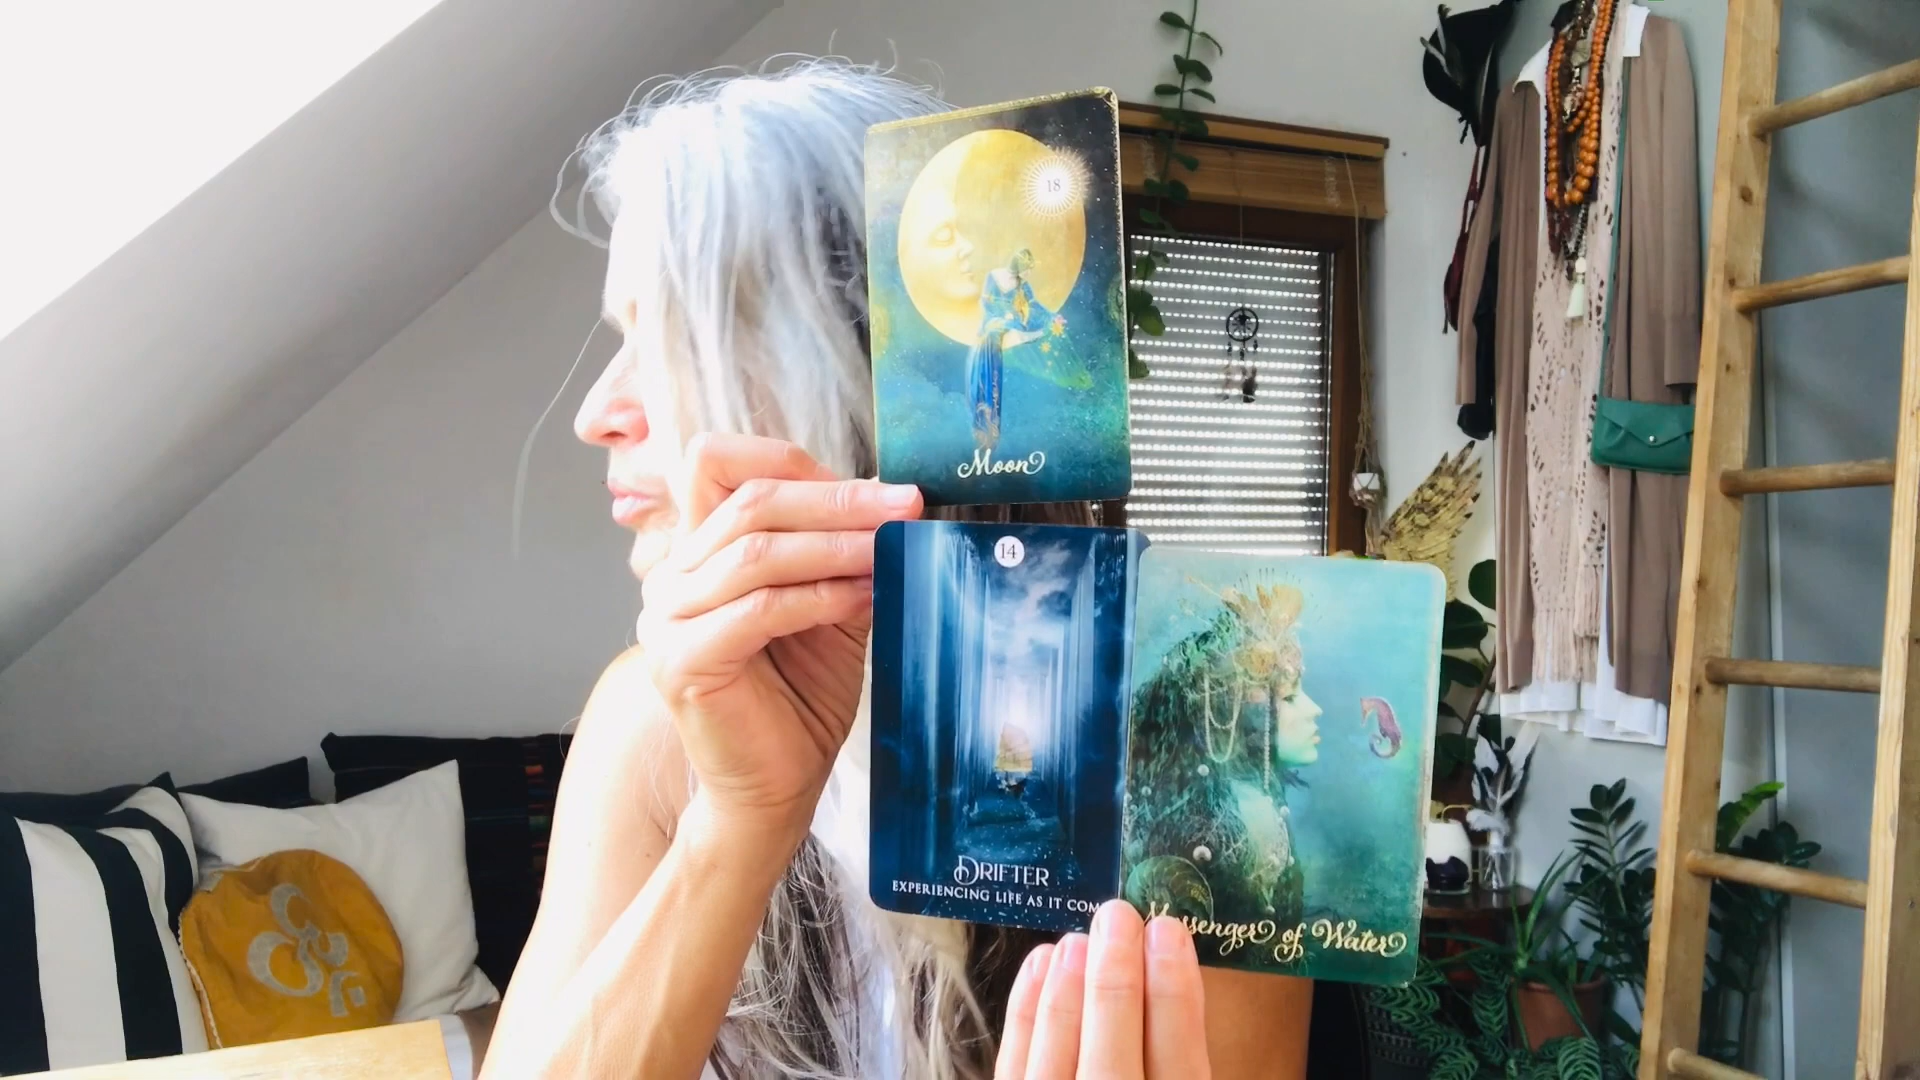 18
Moon
14
DRIFTER
EXPERIENCING LIFE AS IT COM
Messenger of Water